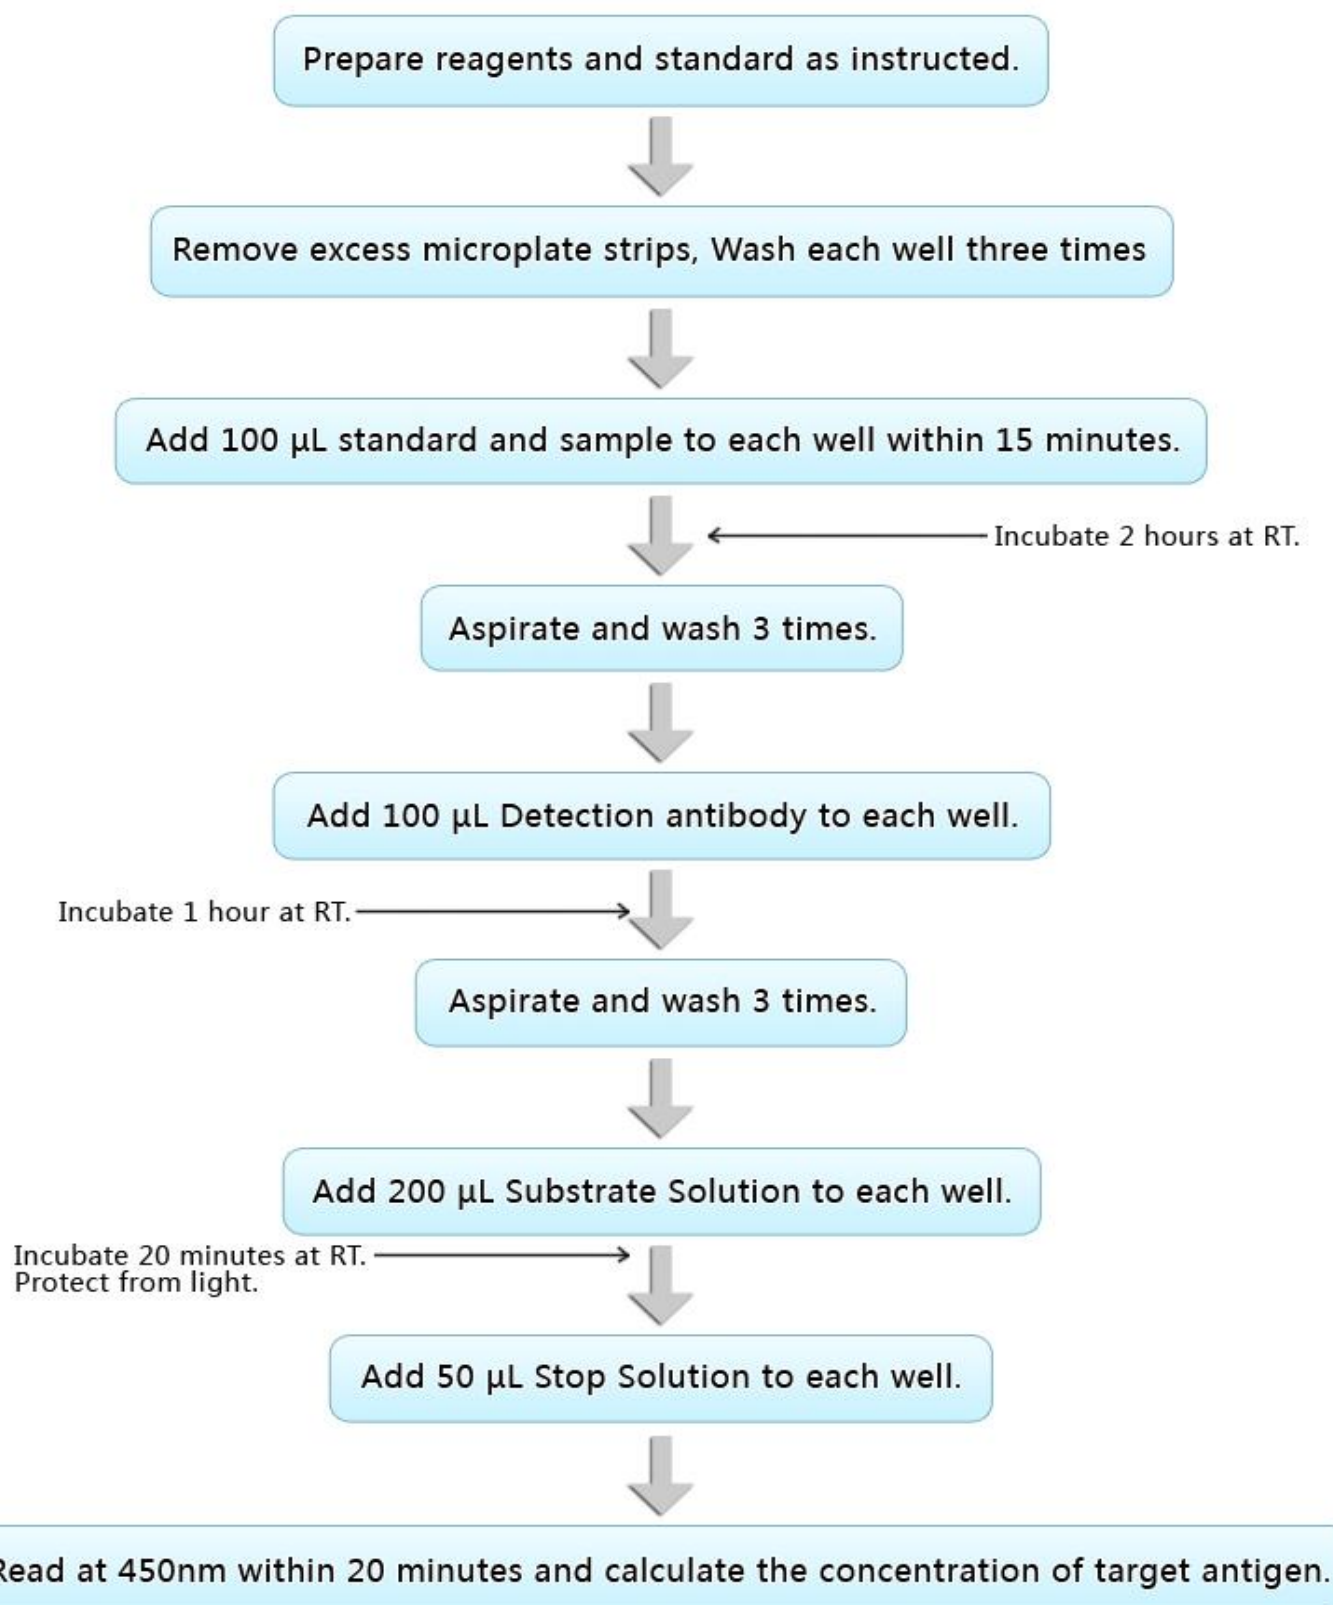 Prepare reagents and standard as instructed.
Remove excess microplate strips, Wash each well three times
Add 100 μL standard and sample to each well within 15 minutes.
Incubate 2 hours at RT.
Aspirate and wash 3 times.
Add 100 μL Detection antibody to each well.
Incubate 1 hour at RT.
Aspirate and wash 3 times.
Add 200 μL Substrate Solution to each well.
Incubate 20 minutes at RT.
Protect from light.
Add 50 μL Stop Solution to each well.
Read at 450nm within 20 minutes and calculate the concentration of target antigen.